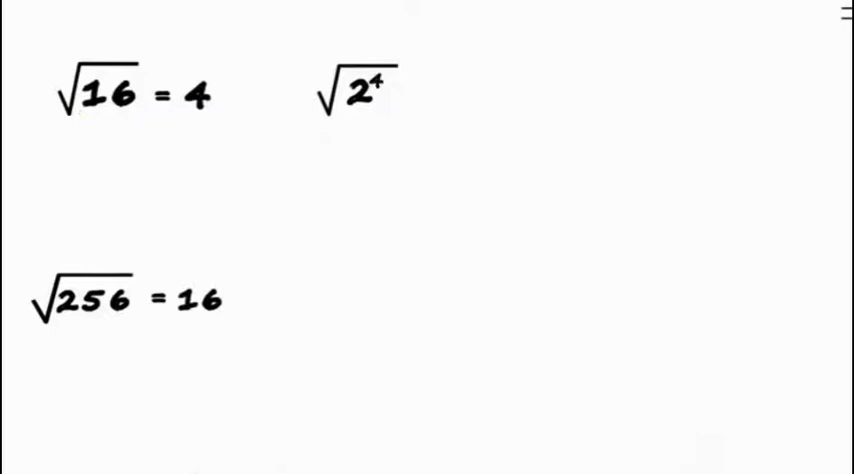 √16 = 4 √2⁴
√256 = 16